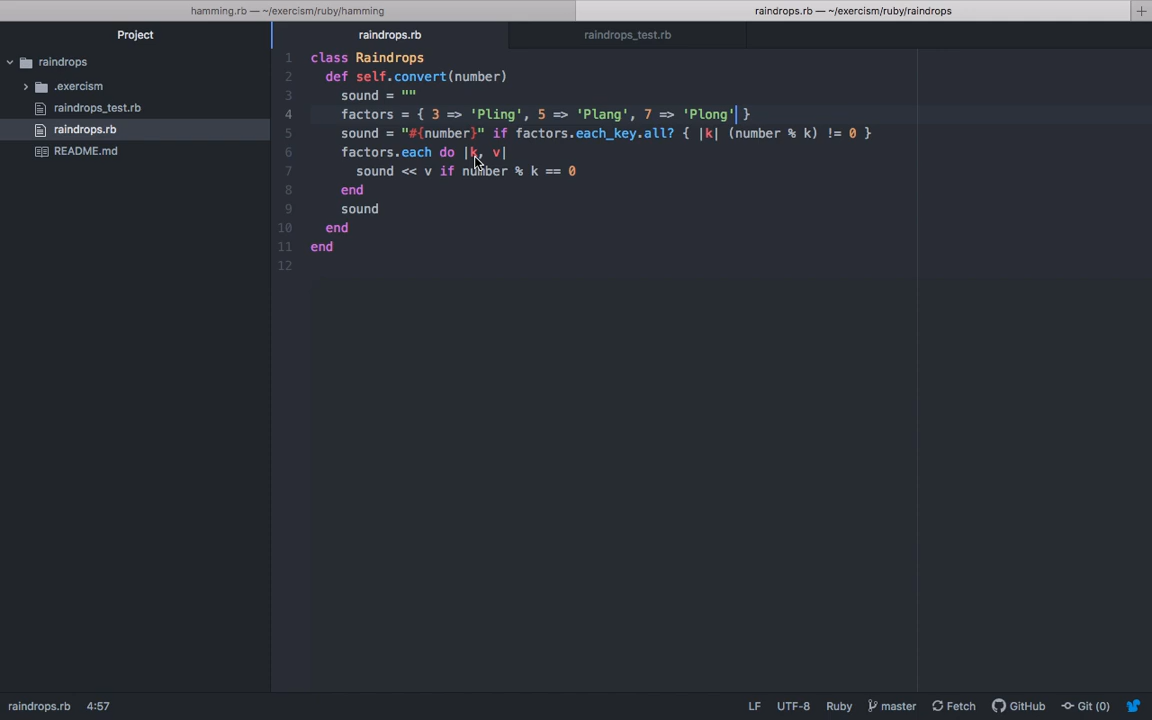 hamming.rb — ~/exercism/ruby/hamming
raindrops.rb — ~/exercism/ruby/raindrops
+
Project
raindrops.rb
raindrops_test.rb
raindrops
.exercism
raindrops_test.rb
raindrops.rb
README.md
1 class Raindrops
2 def self.convert(number)
3 sound = ""
4 factors = { 3 => 'Pling', 5 => 'Plang', 7 => 'Plong' }
5 sound = "#{number}" if factors.each_key.all? { |k| (number % k) != 0 }
6 factors.each do |k, v|
7 sound << v if number % k == 0
8 end
9 sound
10 end
11 end
12
raindrops.rb 4:57
LF UTF-8 Ruby master Fetch GitHub Git (0)